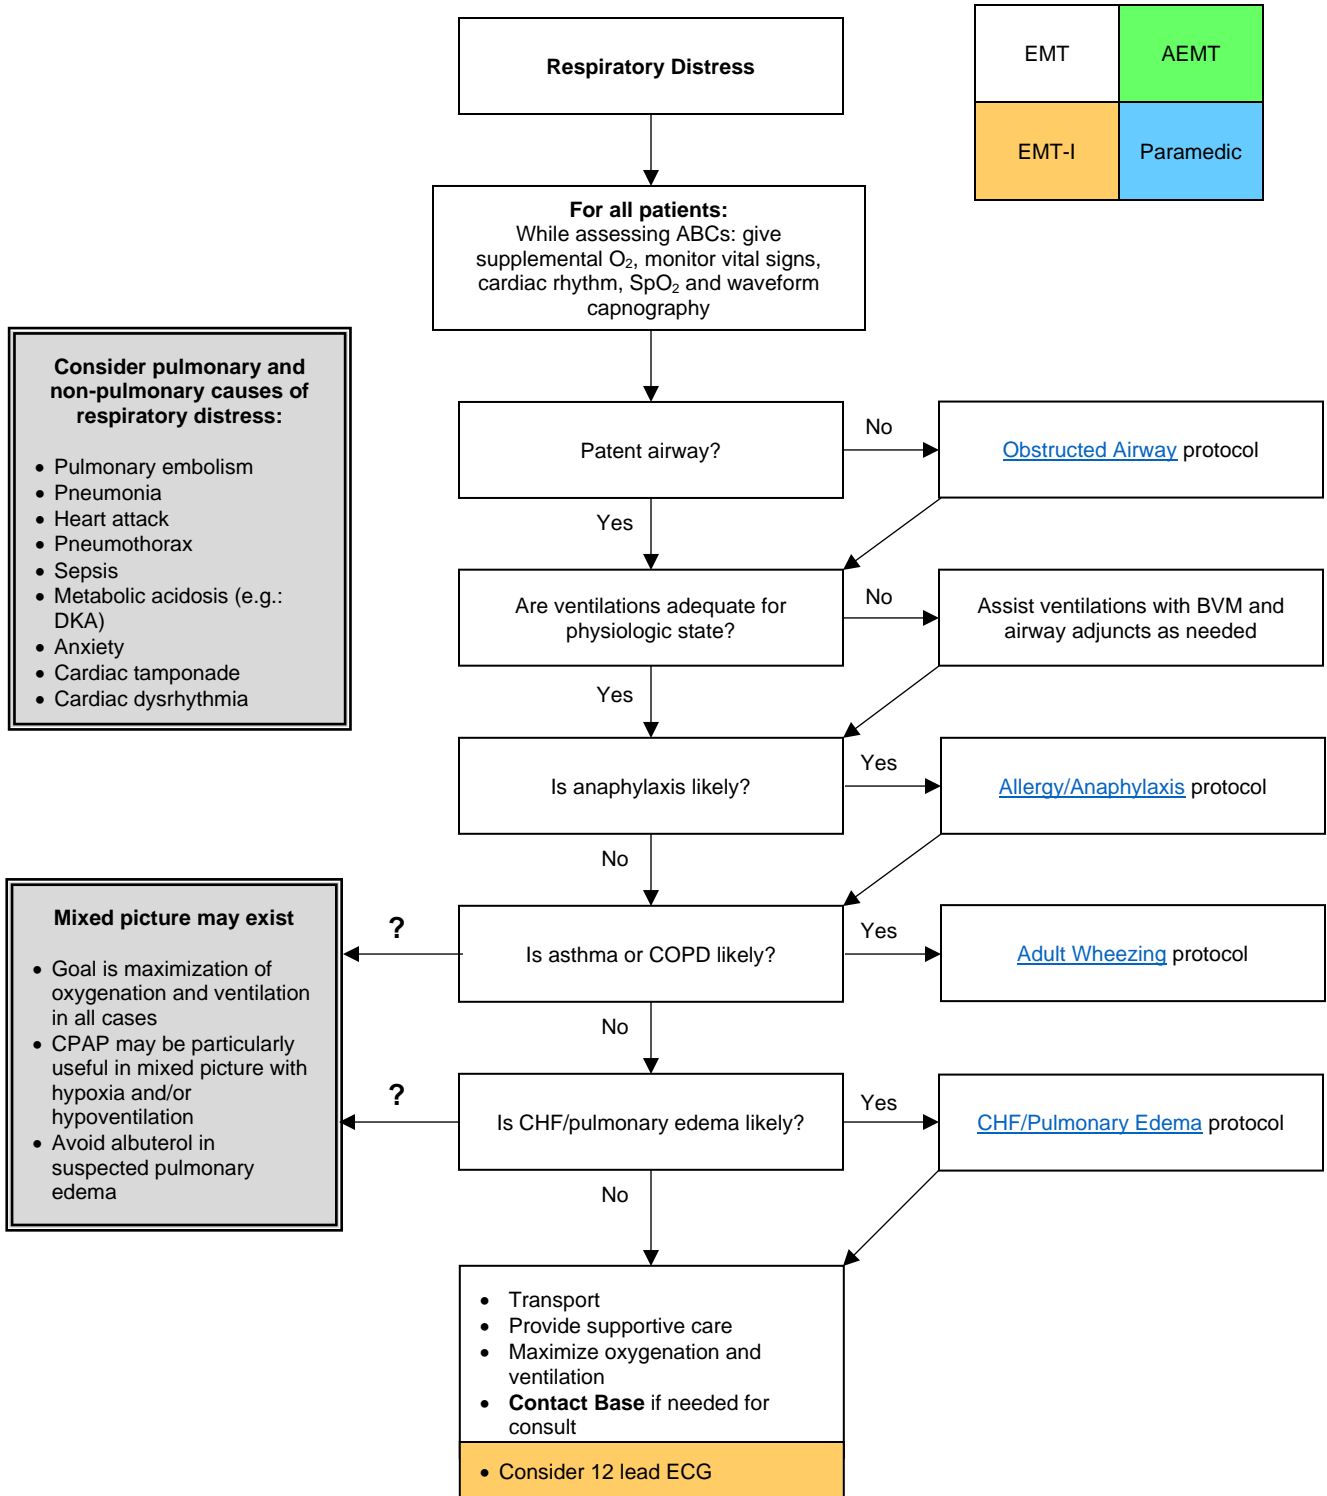 Respiratory Distress
EMT
AEMT
EMT-I
Paramedic
For all patients:
While assessing ABCs: give
supplemental O₂, monitor vital signs,
cardiac rhythm, SpO₂ and waveform
capnography
Consider pulmonary and
non-pulmonary causes of
respiratory distress:
• Pulmonary embolism
• Pneumonia
• Heart attack
• Pneumothorax
• Sepsis
• Metabolic acidosis (e.g.:
DKA)
• Anxiety
• Cardiac tamponade
• Cardiac dysrhythmia
Patent airway?
No
Obstructed Airway protocol
Yes
Are ventilations adequate for
physiologic state?
No
Assist ventilations with BVM and
airway adjuncts as needed
Yes
Is anaphylaxis likely?
Yes
Allergy/Anaphylaxis protocol
No
Mixed picture may exist
• Goal is maximization of
oxygenation and ventilation
in all cases
• CPAP may be particularly
useful in mixed picture with
hypoxia and/or
hypoventilation
• Avoid albuterol in
suspected pulmonary
edema
?
Is asthma or COPD likely?
Yes
Adult Wheezing protocol
No
?
Is CHF/pulmonary edema likely?
Yes
CHF/Pulmonary Edema protocol
No
• Transport
• Provide supportive care
• Maximize oxygenation and
ventilation
• Contact Base if needed for
consult
• Consider 12 lead ECG